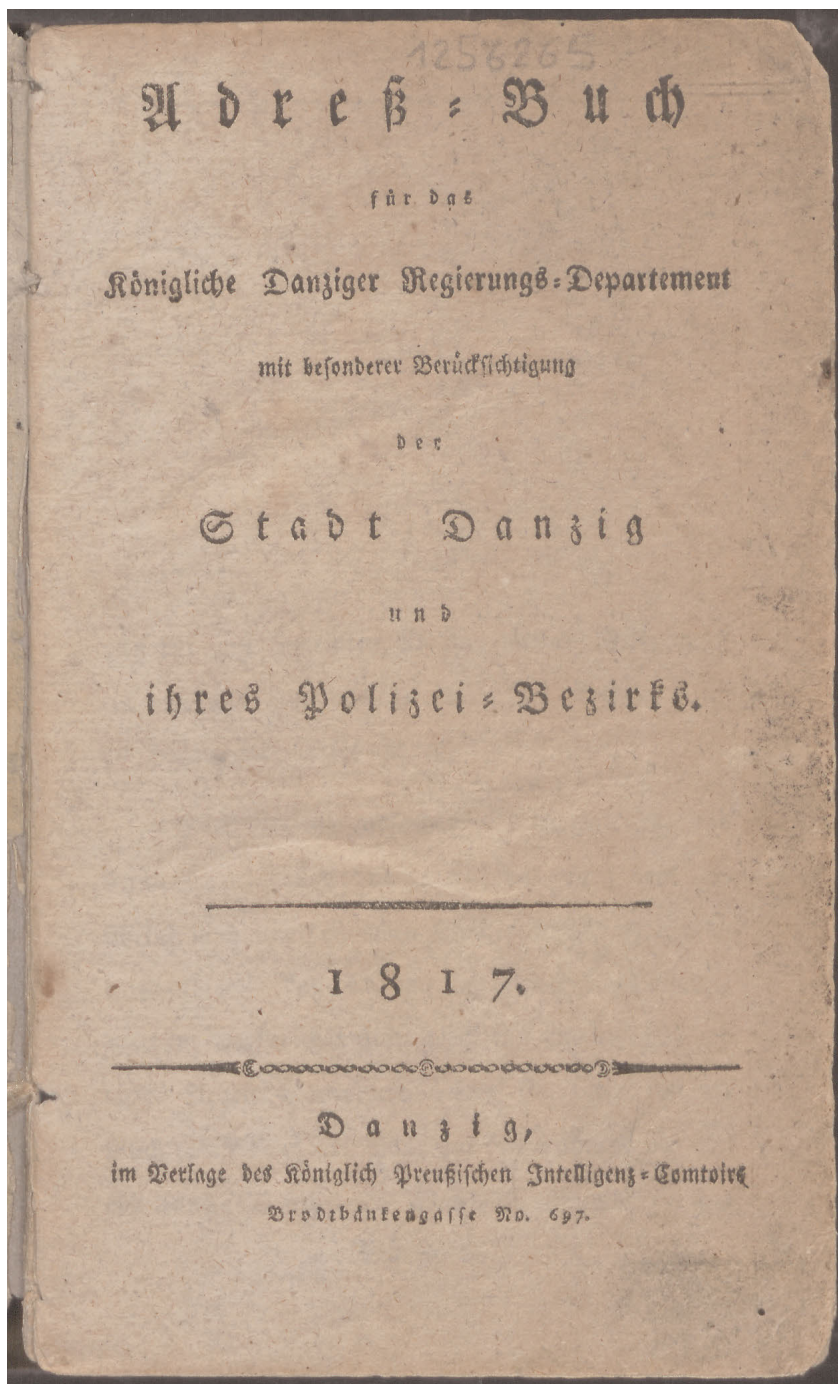 1258265
Adreß-Buch
für das
Königliche Danziger Regierungs-Departement
mit besonderer Berücksichtigung
der
Stadt Danzig
und
ihres Polizei-Bezirks.
1817.
Danzig,
im Verlage des Königlich Preußischen Intelligenz-Comtoirs
Brodtbänkengasse No. 697.